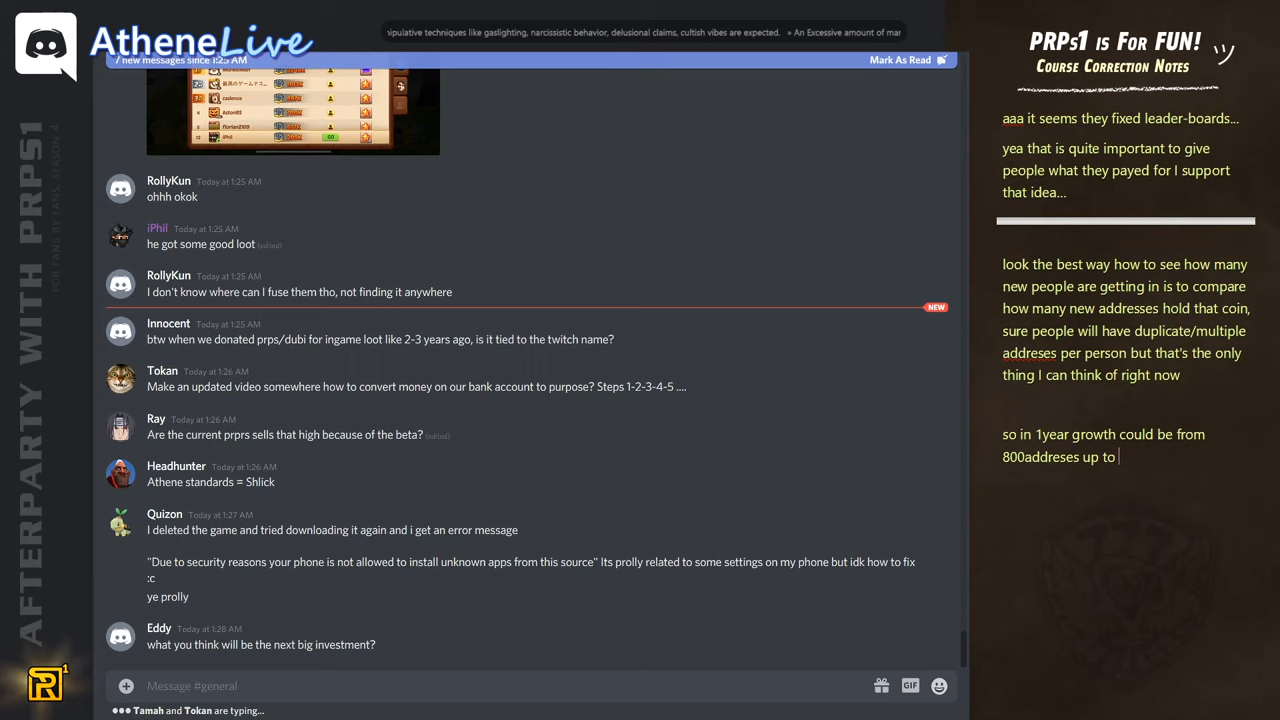 AtheneLive
ipulative techniques like gaslighting, narcissistic behavior, delusional claims, cultish vibes are expected. » An Excessive amount of mar
7 new messages since 1:25 AM
Mark As Read
cadenca
AstonRS
florian2109
iPhil
GO
RollyKun Today at 1:25 AM
ohhh okok
iPhil Today at 1:25 AM
he got some good loot (edited)
RollyKun Today at 1:25 AM
I don't know where can I fuse them tho, not finding it anywhere
NEW
Innocent Today at 1:25 AM
btw when we donated prps/dubi for ingame loot like 2-3 years ago, is it tied to the twitch name?
Tokan Today at 1:26 AM
Make an updated video somewhere how to convert money on our bank account to purpose? Steps 1-2-3-4-5 ....
Ray Today at 1:26 AM
Are the current prprs sells that high because of the beta? (edited)
Headhunter Today at 1:26 AM
Athene standards = Shlick
Quizon Today at 1:27 AM
I deleted the game and tried downloading it again and i get an error message
"Due to security reasons your phone is not allowed to install unknown apps from this source" Its prolly related to some settings on my phone but idk how to fix
:c
ye prolly
Eddy Today at 1:28 AM
what you think will be the next big investment?
Message #general
GIF
Tamah and Tokan are typing...
AFTERPARTY WITH PRPS1
FOR FANS BY FANS, SEASON 4
R1
PRPs1 is For FUN!
Course Correction Notes
ツ
aaa it seems they fixed leader-boards...
yea that is quite important to give
people what they payed for I support
that idea...
look the best way how to see how many
new people are getting in is to compare
how many new addresses hold that coin,
sure people will have duplicate/multiple
addreses per person but that's the only
thing I can think of right now
so in 1year growth could be from
800addreses up to